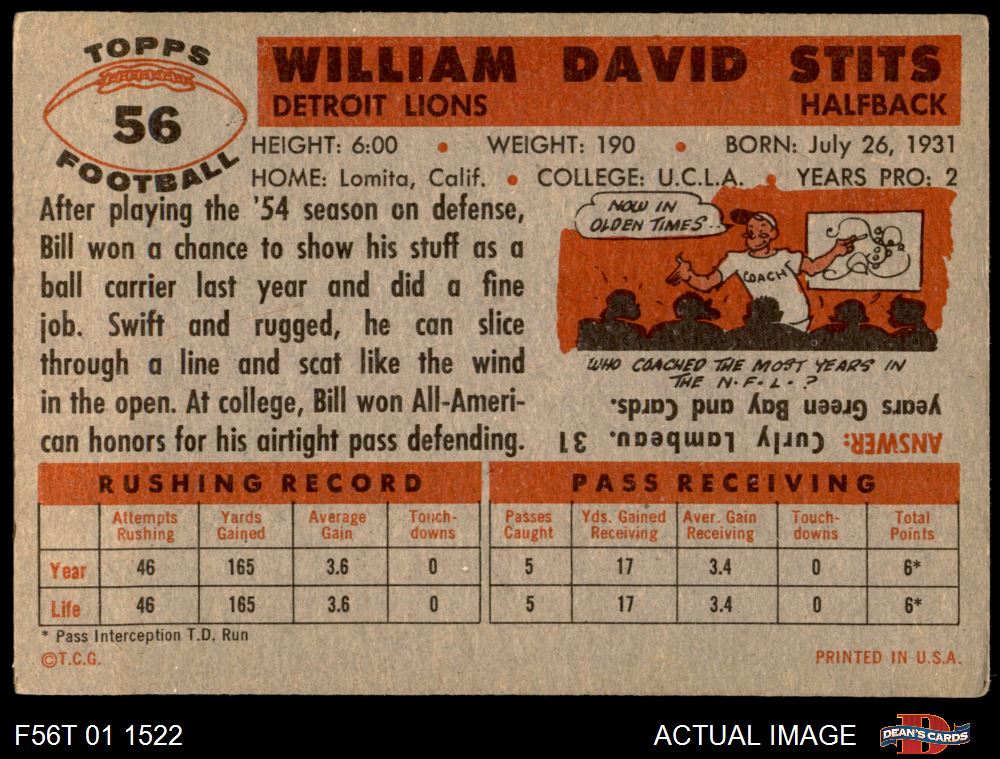 TOPPS
56
FOOTBALL
WILLIAM DAVID STITS
DETROIT LIONS HALFBACK
HEIGHT: 6:00 • WEIGHT: 190 • BORN: July 26, 1931
HOME: Lomita, Calif. • COLLEGE: U.C.L.A. • YEARS PRO: 2
After playing the '54 season on defense,
Bill won a chance to show his stuff as a
ball carrier last year and did a fine
job. Swift and rugged, he can slice
through a line and scat like the wind
in the open. At college, Bill won All-Ameri-
can honors for his airtight pass defending.
NOW IN
OLDEN TIMES..
COACH
WHO COACHED THE MOST YEARS IN
THE N.F.L.?
ANSWER: Curly Lambeau. 31
years Green Bay and Cards.
RUSHING RECORD
Attempts Rushing Yards Gained Average Gain Touch-downs
Year 46 165 3.6 0
Life 46 165 3.6 0
PASS RECEIVING
Passes Caught Yds. Gained Receiving Aver. Gain Receiving Touch-downs Total Points
5 17 3.4 0 6*
5 17 3.4 0 6*
* Pass Interception T.D. Run
©T.C.G. PRINTED IN U.S.A.
F56T 01 1522 ACTUAL IMAGE
D
DEAN'S CARDS